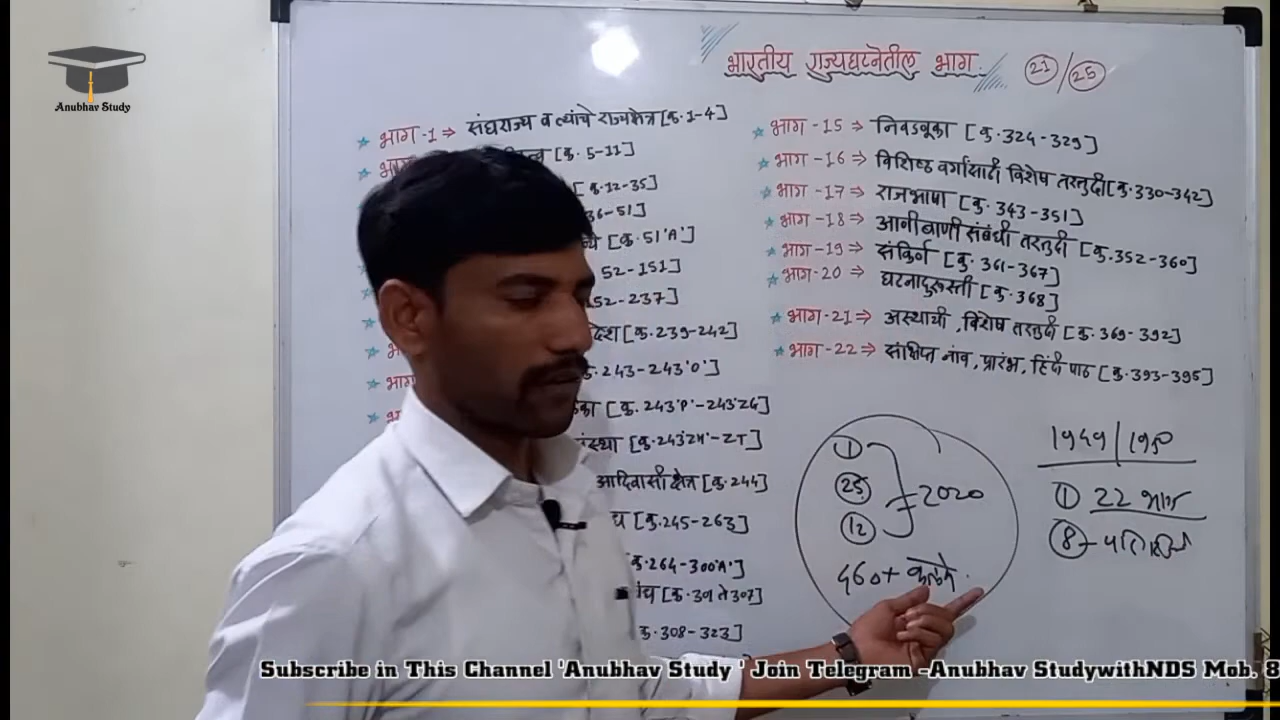 Anubhav Study
भारतीय राज्यघटनेतील भाग. 21/25
भाग-1 ⇒ संघराज्य व त्यांचे राज्यक्षेत्र [क. 1-4]
[क. 5-11]
[क. 12-35]
36-51]
[क. 51'A']
52-151]
52-237]
[क. 239-242]
243-243'O']
[क. 243'P'-243'ZG]
[क. 243'ZH'-ZT]
आदिवासी क्षेत्र [क. 244]
[क. 245-263]
क. 264-300'A']
[क. 301 ते 307]
क. 308-323]
भाग-15 ⇒ निवडणूका [क. 324-329]
भाग-16 ⇒ विशिष्ठ वर्गासाठी विशेष तरतुदी [क. 330-342]
भाग-17 ⇒ राजभाषा [क. 343-351]
भाग-18 ⇒ आणीबाणी संबंधी तरतुदी [क. 352-360]
भाग-19 ⇒ संकिर्ण [क. 361-367]
भाग-20 ⇒ घटनादुरुस्ती [क. 368]
भाग-21 ⇒ अस्थायी, विशेष तरतुदी [क. 369-392]
भाग-22 ⇒ संक्षिप्त नाव, प्रारंभ, हिंदी पाठ [क. 393-395]
1
25
12
2020
460+ कलमे.
1949/1950
1 22 भाग
8-
Subscribe in This Channel 'Anubhav Study ' Join Telegram -Anubhav StudywithNDS Mob. 8